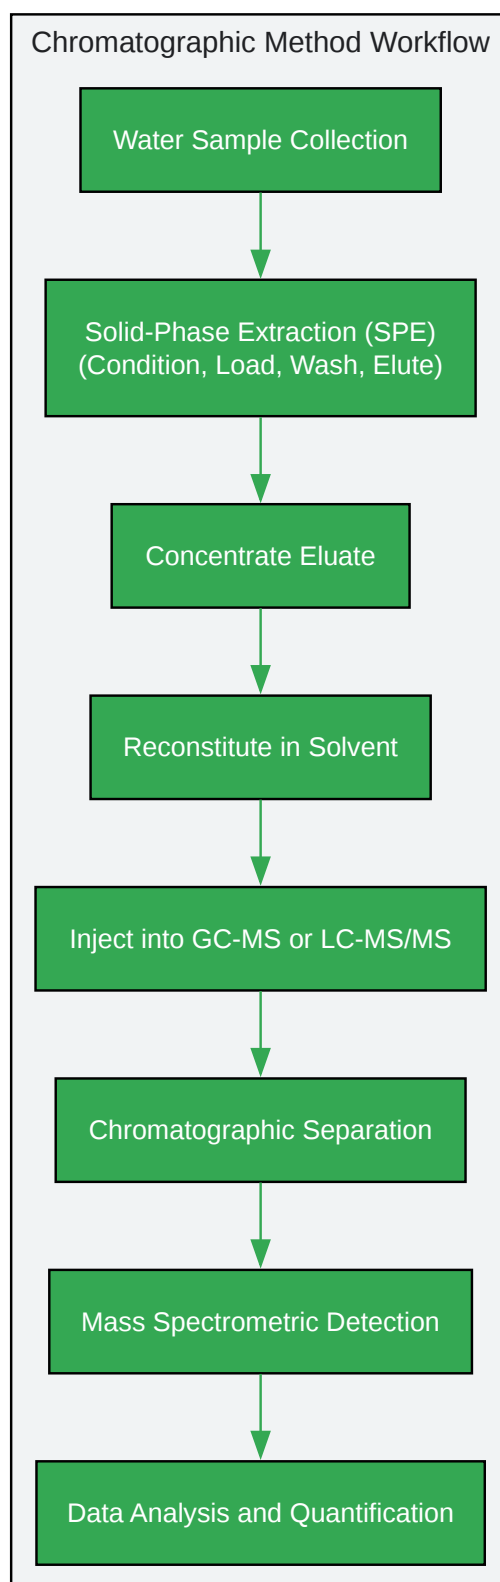 Chromatographic Method Workflow
Water Sample Collection
Solid-Phase Extraction (SPE)
(Condition, Load, Wash, Elute)
Concentrate Eluate
Reconstitute in Solvent
Inject into GC-MS or LC-MS/MS
Chromatographic Separation
Mass Spectrometric Detection
Data Analysis and Quantification